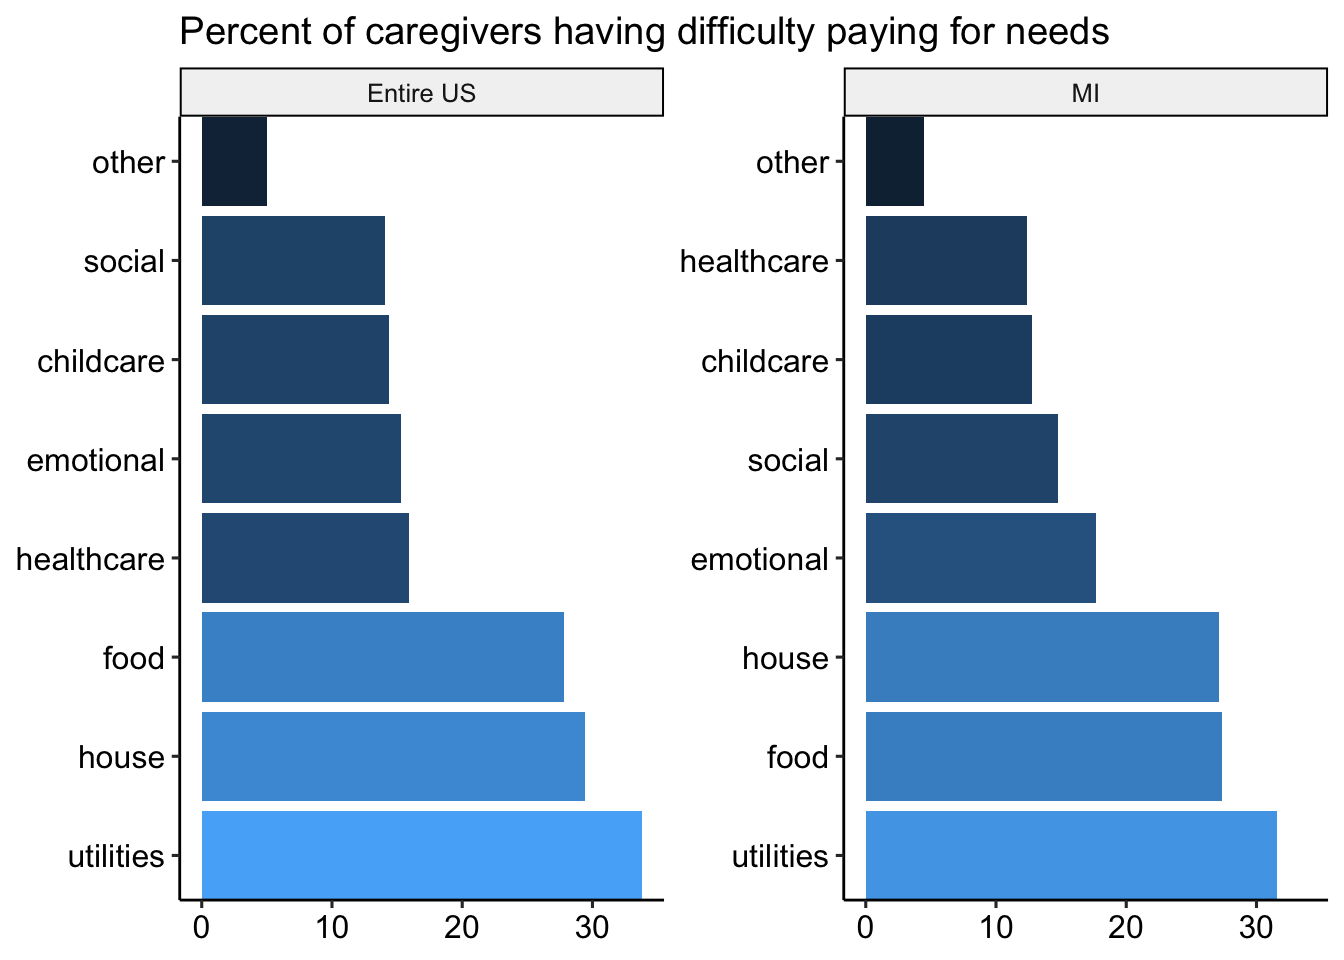 Percent of caregivers having difficulty paying for needs
Entire US
other
social
childcare
emotional
healthcare
food
house
utilities
0 10 20 30
MI
other
healthcare
childcare
social
emotional
house
food
utilities
0 10 20 30